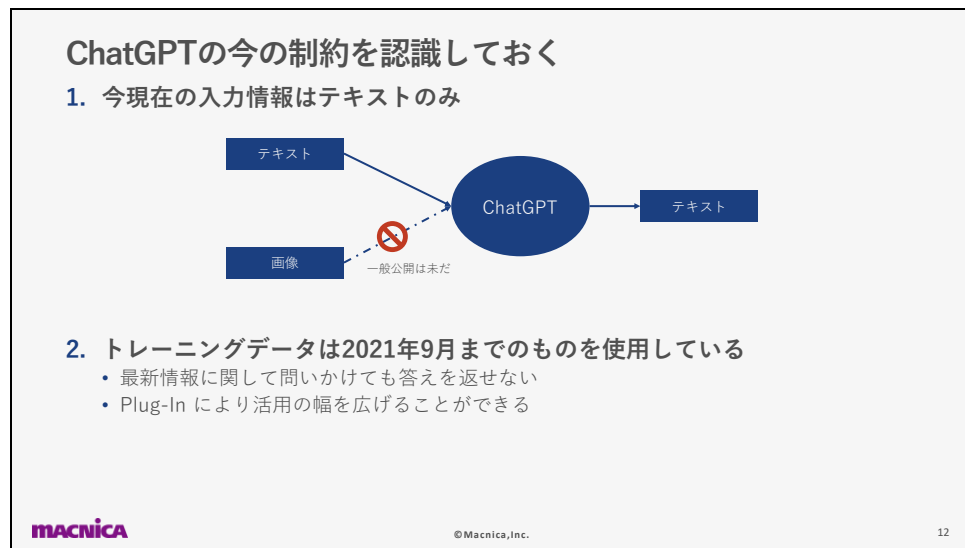 ChatGPTの今の制約を認識しておく
1. 今現在の入力情報はテキストのみ
テキスト
ChatGPT
テキスト
画像
一般公開は未だ
2. トレーニングデータは2021年9月までのものを使用している
• 最新情報に関して問いかけても答えを返せない
• Plug-In により活用の幅を広げることができる
MACNICA
©Macnica,Inc.
12